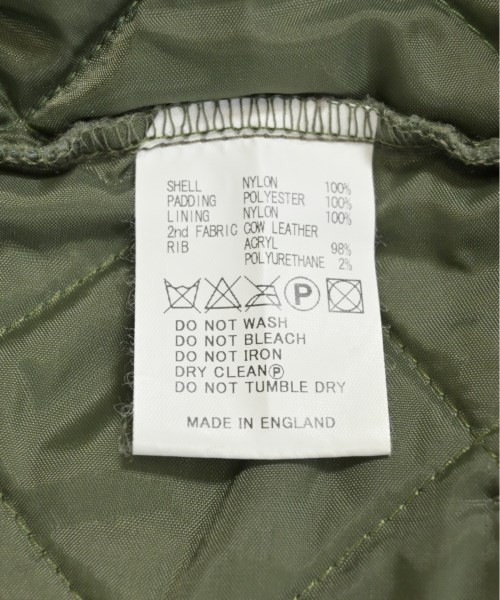 SHELL NYLON 100%
PADDING POLYESTER 100%
LINING NYLON 100%
2nd FABRIC COW LEATHER
RIB ACRYL 98%
POLYURETHANE 2%
P
DO NOT WASH
DO NOT BLEACH
DO NOT IRON
DRY CLEANⓅ
DO NOT TUMBLE DRY
MADE IN ENGLAND